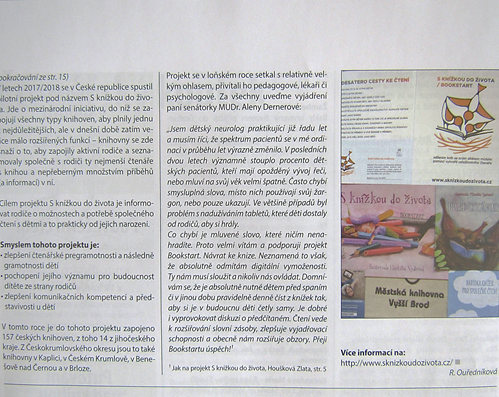 pokračování ze str. 15)
letech 2017/2018 se v České republice spustil
pilotní projekt pod názvem S knížkou do živo-
ta. Jde o mezinárodní iniciativu, do níž se za-
pojují všechny typy knihoven, aby plnily jednu
z nejdůležitějších, ale v dnešní době zatím ve-
lice málo rozšířených funkcí – knihovny se zde
snaží o to, aby zapojily aktivní rodiče a sezna-
movaly společně s rodiči ty nejmenší čtenáře
s knihou a nepřeberným množstvím příběhů
(a informací) v ní.
Cílem projektu S knížkou do života je informo-
vat rodiče o možnostech a potřebě společného
čtení s dětmi a to prakticky od jejich narození.
Smyslem tohoto projektu je:
• zlepšení čtenářské pregramotnosti a následně
gramotnosti dětí
• pochopení jejího významu pro budoucnost
dítěte ze strany rodičů
• zlepšení komunikačních kompetencí a před-
stavivosti u dětí
V tomto roce je do tohoto projektu zapojeno
157 českých knihoven, z toho 14 z jihočeského
kraje. Z Českokrumlovského okresu jsou to také
knihovny v Kaplici, v Českém Krumlově, v Bene-
šově nad Černou a v Brloze.
Projekt se v loňském roce setkal s relativně vel-
kým ohlasem, přivítali ho pedagogové, lékaři či
psychologové. Za všechny uveďme vyjádření
paní senátorky MUDr. Aleny Dernerové:
„Jsem dětský neurolog praktikující již řadu let
a musím říci, že spektrum pacientů se v mé ordi-
naci v průběhu let výrazně změnilo. V posledních
dvou letech významně stouplo procento dět-
ských pacientů, kteří mají opožděný vývoj řeči,
nebo mluví na svůj věk velmi špatně. Často chybí
smysluplná slova, místo nich používají svůj žar-
gon, nebo pouze ukazují. Ve většině případů byl
problém s nadužíváním tabletů, které děti dostaly
od rodičů, aby si hrály.
Co chybí je mluvené slovo, které ničím nena-
hradíte. Proto velmi vítám a podporuji projekt
Bookstart. Návrat ke knize. Neznamená to však,
že absolutně odmítám digitální vymoženosti.
Ty nám musí sloužit a nikoliv nás ovládat. Domní-
vám se, že je absolutně nutné dětem před spaním
či v jinou dobu pravidelně denně číst z knížek tak,
aby si je v budoucnu děti četly samy. Je dobré
i vyprovokovat diskusi o předčítaném. Čtení vede
k rozšiřování slovní zásoby, zlepšuje vyjadřovací
schopnosti a obecně nám rozšiřuje obzory. Přeji
Bookstartu úspěch!¹
¹ Jak na projekt S knížkou do života, Houšková Zlata, str. 5
DESATERO CESTY KE ČTENÍ
S KNÍŽKOU DO ŽIVOTA
/ BOOKSTART
www.sknizkoudozivota.cz
S knížkou do života
BOOKSTART
Městská knihovna
Vyšší Brod
Více informací na:
http://www.sknizkoudozivota.cz/
R. Ouředníková